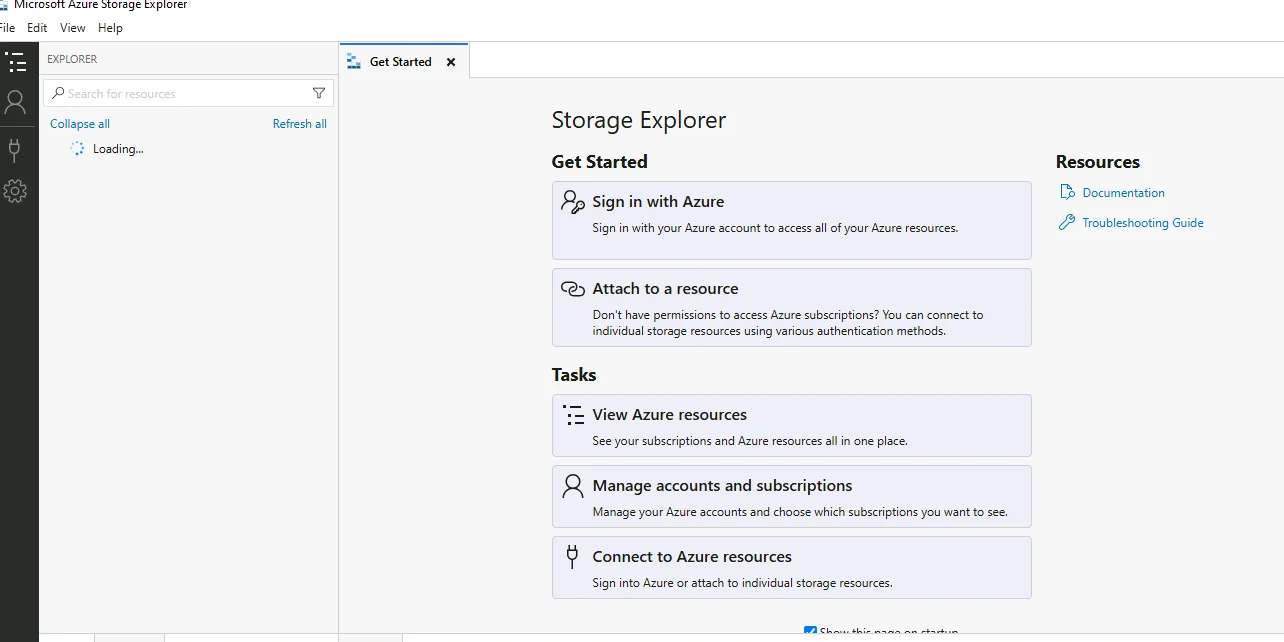 Microsoft Azure Storage Explorer
File Edit View Help
EXPLORER
Search for resources
Collapse all Refresh all
Loading...
Get Started
Storage Explorer
Get Started
Sign in with Azure
Sign in with your Azure account to access all of your Azure resources.
Attach to a resource
Don't have permissions to access Azure subscriptions? You can connect to
individual storage resources using various authentication methods.
Tasks
View Azure resources
See your subscriptions and Azure resources all in one place.
Manage accounts and subscriptions
Manage your Azure accounts and choose which subscriptions you want to see.
Connect to Azure resources
Sign into Azure or attach to individual storage resources.
Show this page on startup
Resources
Documentation
Troubleshooting Guide